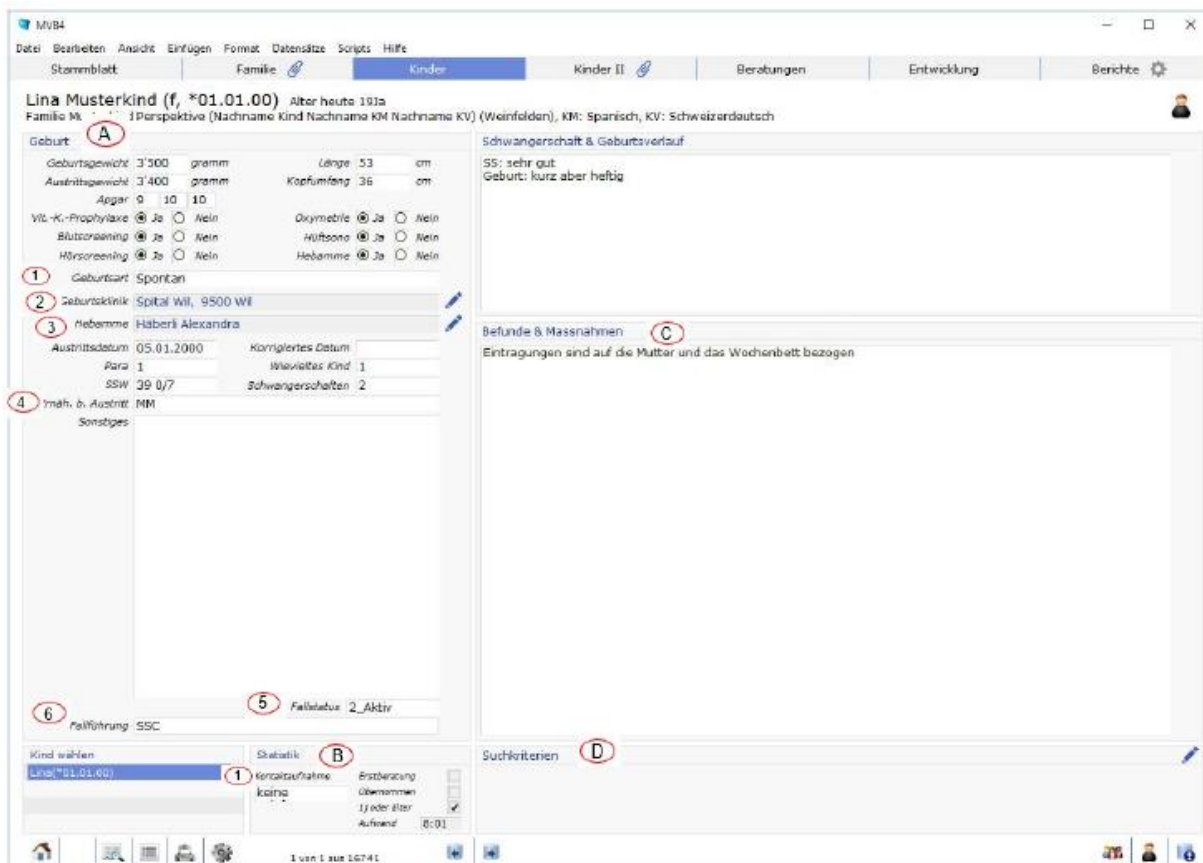 MVB4
Datei Bearbeiten Ansicht Einfügen Format Datensätze Scripts Hilfe
Stammblatt Familie Kinder Kinder II Beratungen Entwicklung Berichte
Lina Musterkind (f, *01.01.00) Alter heute 19Ja
Familie Perspektive (Nachname Kind Nachname KM Nachname KV) (Weinfelden), KM: Spanisch, KV: Schweizerdeutsch
A
Geburt
Geburtsgewicht 3'500 gramm Länge 53 cm
Austrittsgewicht 3'400 gramm Kopfumfang 36 cm
Apgar 9 10 10
Vit.-K.-Prophylaxe Ja Nein Oxymetrie Ja Nein
Blutscreening Ja Nein Hüftsono Ja Nein
Hörscreening Ja Nein Hebamme Ja Nein
1 Geburtsart Spontan
2 Geburtsklinik Spital Wil, 9500 Wil
3 Hebamme Häberli Alexandra
Austrittsdatum 05.01.2000 Korrigiertes Datum
Para 1 Wievieltes Kind 1
SSW 39 0/7 Schwangerschaften 2
4 rnäh. b. Austritt MM
Sonstiges
5 Fallstatus 2_Aktiv
6 Fallführung SSC
Schwangerschaft & Geburtsverlauf
SS: sehr gut
Geburt: kurz aber heftig
Befunde & Massnahmen C
Eintragungen sind auf die Mutter und das Wochenbett bezogen
Kind wählen
Lina(*01.01.00)
Statistik B
1 Kontaktaufnahme Erstberatung
keine Übernommen
1J oder älter
Aufwand 8:01
Suchkriterien D
1 von 1 aus 16741